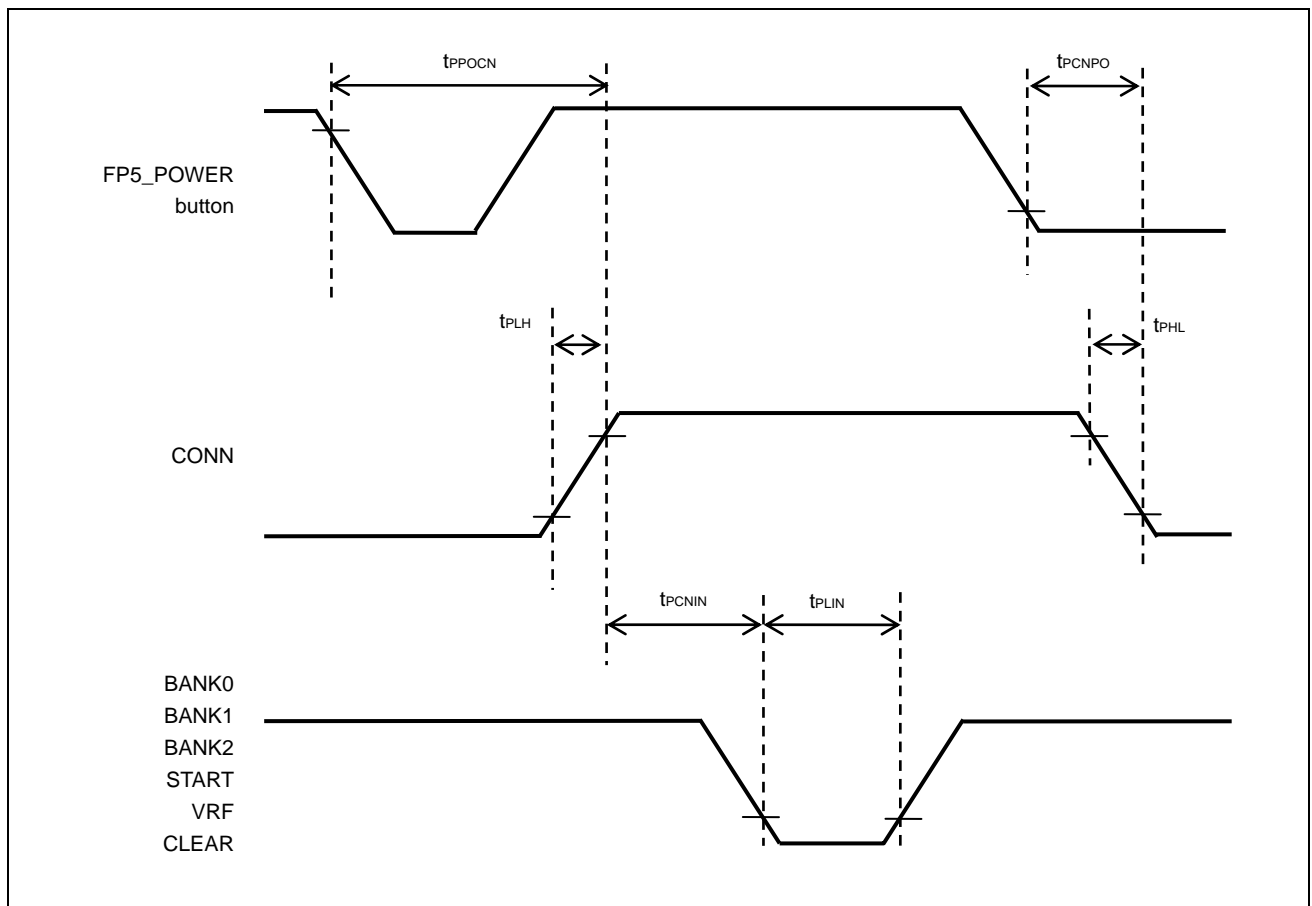 tPPOCN
tPCNPO
FP5_POWER
button
tPLH
tPHL
CONN
tPCNIN
tPLIN
BANK0
BANK1
BANK2
START
VRF
CLEAR